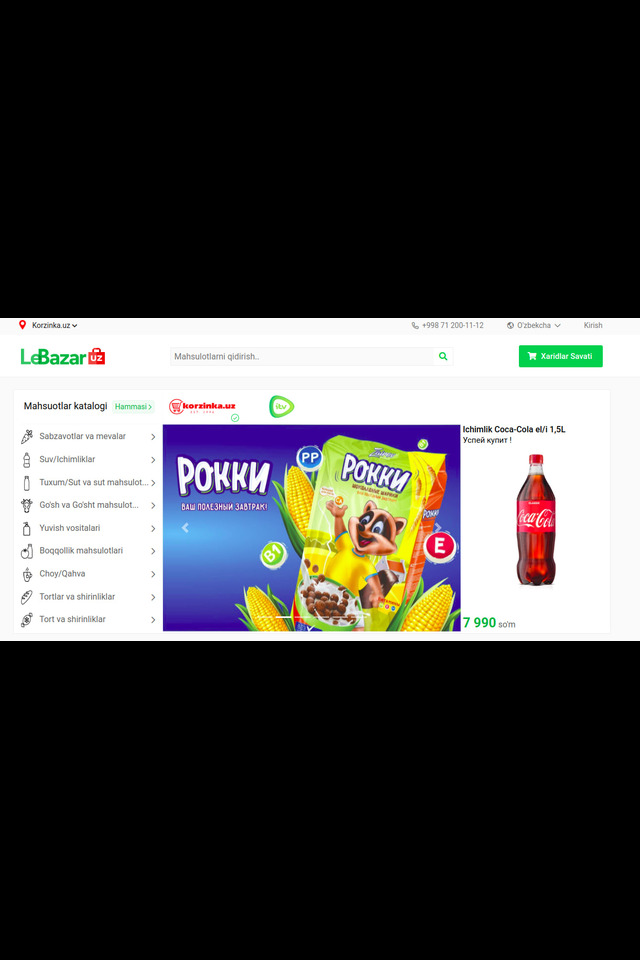 Korzinka.uz
+998 71 200-11-12
O'zbekcha
Kirish
LeBazar uz
Mahsulotlarni qidirish..
Xaridlar Savati
Mahsuotlar katalogi
Hammasi
korzinka.uz
Sabzavotlar va mevalar
Suv/Ichimliklar
Tuxum/Sut va sut mahsulot...
Go'sh va Go'sht mahsulot...
Yuvish vositalari
Boqqollik mahsulotlari
Choy/Qahva
Tortlar va shirinliklar
Tort va shirinliklar
РОККИ
ВАШ ПОЛЕЗНЫЙ ЗАВТРАК!
PP
B1
E
РОККИ
ШОКОЛАДНЫЕ ШАРИКИ
Ichimlik Coca-Cola el/i 1,5L
Успей купит !
Coca-Cola
7 990 so'm